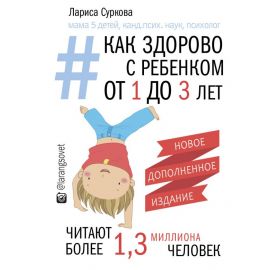 Лариса Суркова
мама 5 детей, канд.псих. наук, психолог
#КАК ЗДОРОВО
С РЕБЕНКОМ
ОТ 1 ДО 3 ЛЕТ
НОВОЕ
ДОПОЛНЕННОЕ
ИЗДАНИЕ
@larangsovet
ЧИТАЮТ
БОЛЕЕ 1,3 МИЛЛИОНА
ЧЕЛОВЕК